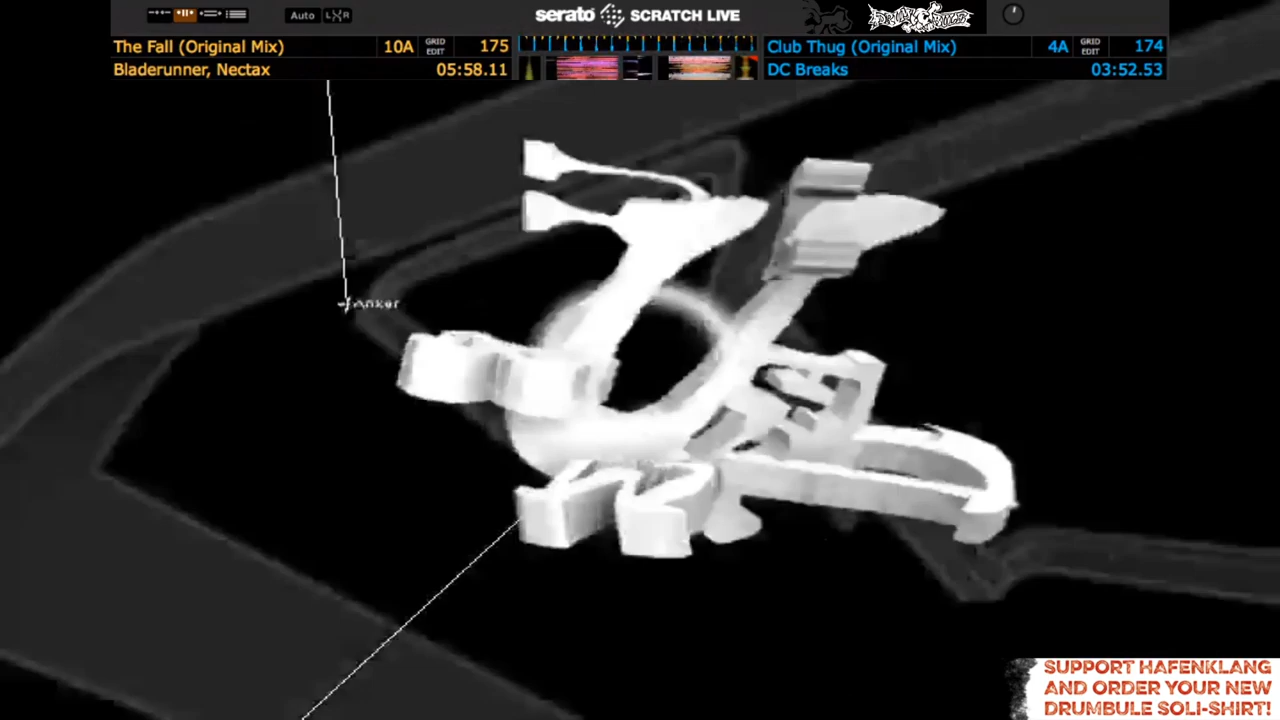 Auto
L R
serato SCRATCH LIVE
The Fall (Original Mix) 10A GRID EDIT 175
Bladerunner, Nectax 05:58.11
Club Thug (Original Mix) 4A GRID EDIT 174
DC Breaks 03:52.53
Anker
SUPPORT HAFENKLANG
AND ORDER YOUR NEW
DRUMBULE SOLI-SHIRT!